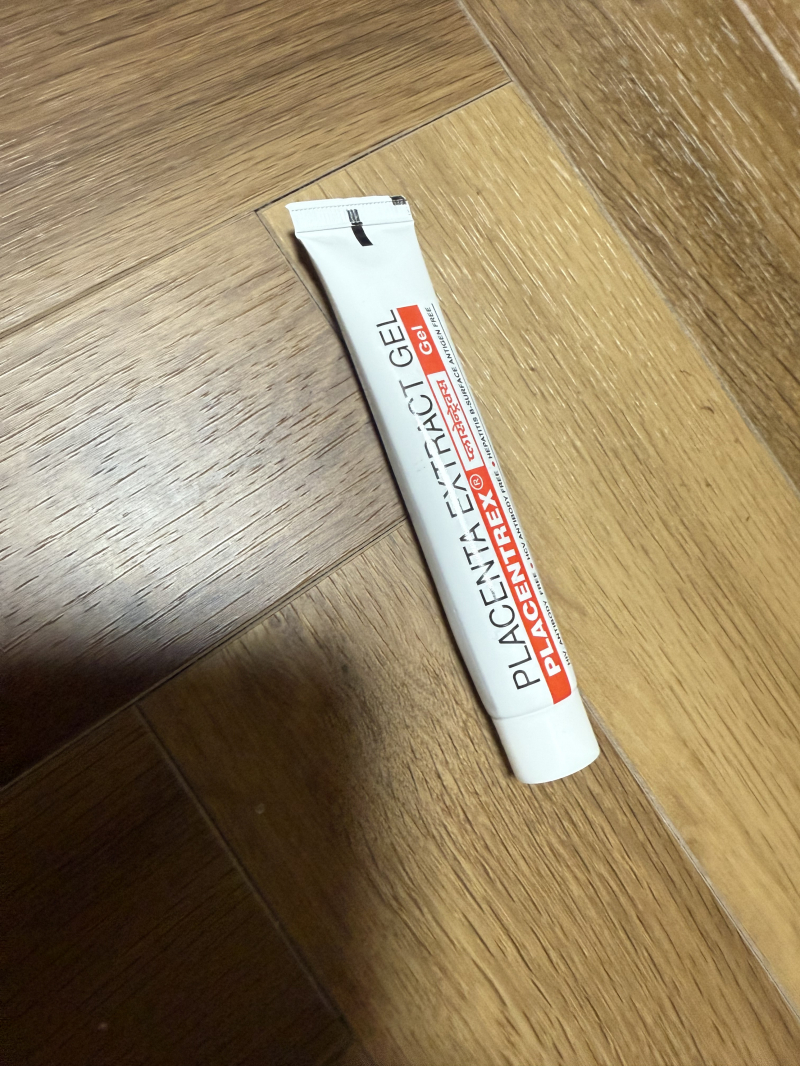 PLACENTA EXTRACT GEL
PLACENTREX® प्लासेन्ट्रेक्स Gel
HIV ANTIBODY FREE • HCV ANTIBODY FREE • HEPATITIS B SURFACE ANTIGEN FREE